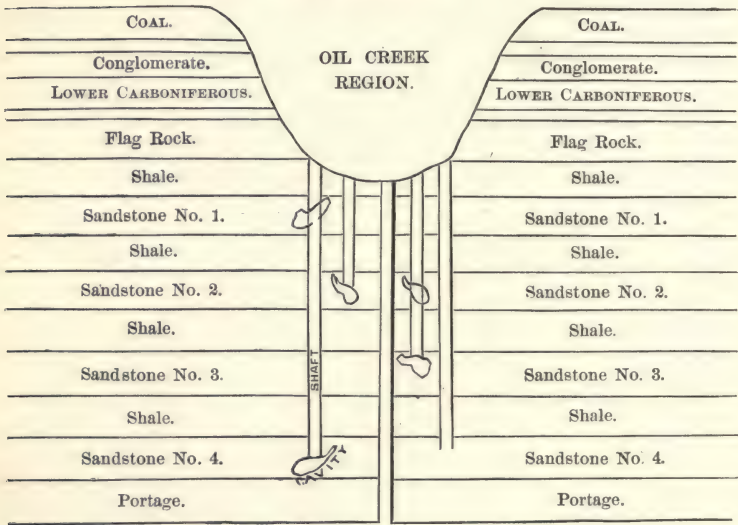 COAL.
OIL CREEK
REGION.
COAL.
Conglomerate.
Conglomerate.
LOWER CARBONIFEROUS.
LOWER CARBONIFEROUS.
Flag Rock.
Flag Rock.
Shale.
Shale.
Sandstone No. 1.
Sandstone No. 1.
Shale.
Shale.
Sandstone No. 2.
Sandstone No. 2.
Shale.
Shale.
SHAFT
Sandstone No. 3.
Sandstone No. 3.
Shale.
Shale.
Sandstone No. 4.
CAVITY
Sandstone No. 4.
Portage.
Portage.